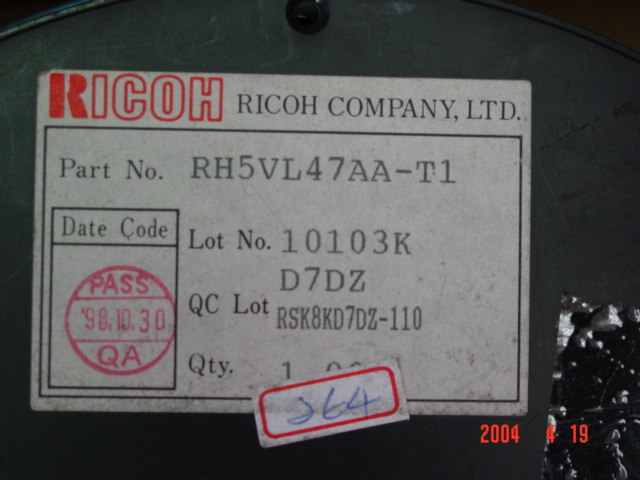 RICOH RICOH COMPANY, LTD.
Part No. RH5VL47AA-T1
Date Code
Lot No. 10103K
D7DZ
QC Lot RSK8KD7DZ-110
PASS
'98.10.30
QA
Qty.
264
2004 4 19